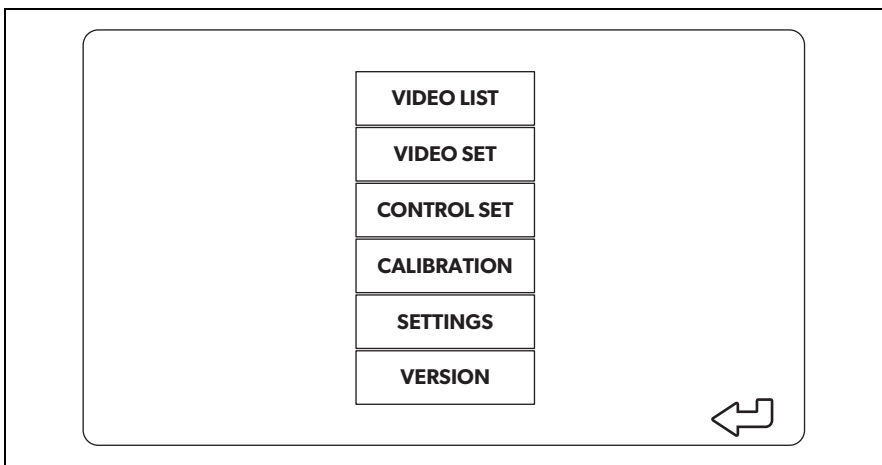 VIDEO LIST
VIDEO SET
CONTROL SET
CALIBRATION
SETTINGS
VERSION